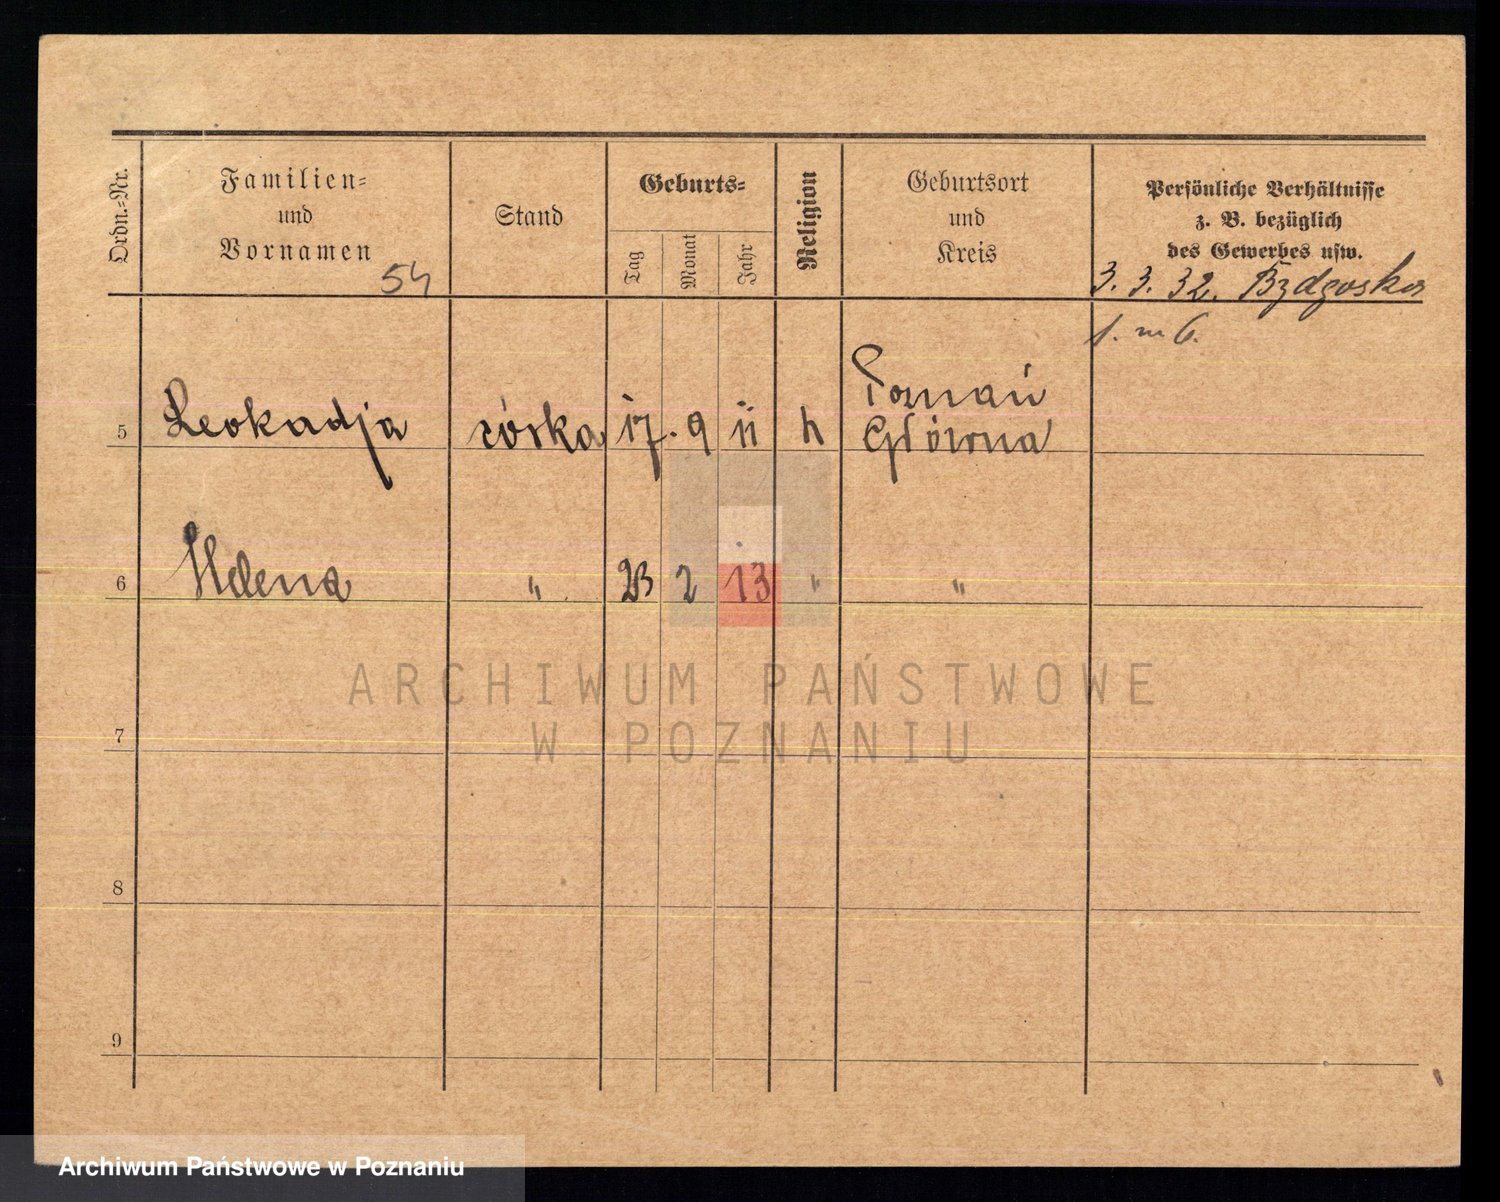 Ordn.-Nr.
Familien-
und
Vornamen
54
Stand
Geburts-
Tag
Monat
Jahr
Religion
Geburtsort
und
Kreis
Persönliche Verhältnisse
z. B. bezüglich
des Gewerbes usw.
3. 3. 32. Bydgoska
1. m 6.
5 Leokadja córka 17. 9 11 k Poznań
Główna
6 Helena " 23 2 13 " "
7
8
9
ARCHIWUM PAŃSTWOWE
W POZNANIU
Archiwum Państwowe w Poznaniu